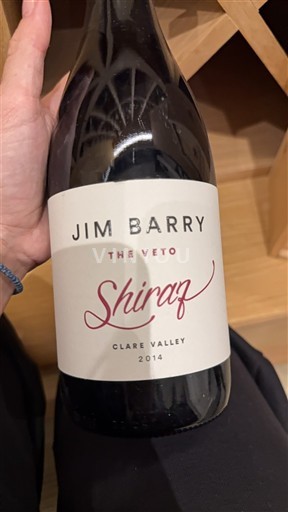 JIM BARRY
THE VETO
Shiraz
CLARE VALLEY
2014